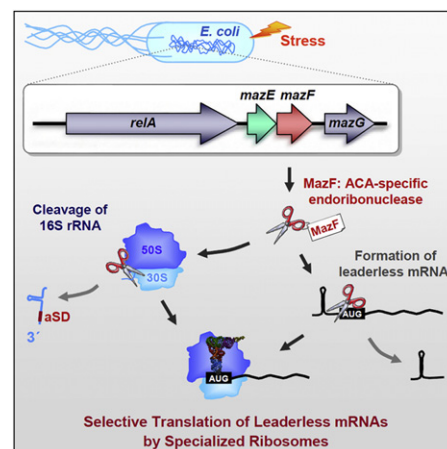 E. coli
Stress
relA
mazE
mazF
mazG
MazF: ACA-specific
endoribonuclease
Cleavage of
16S rRNA
MazF
50S
30S
Formation of
leaderless mRNA
aSD
3´
AUG
AUG
Selective Translation of Leaderless mRNAs
by Specialized Ribosomes